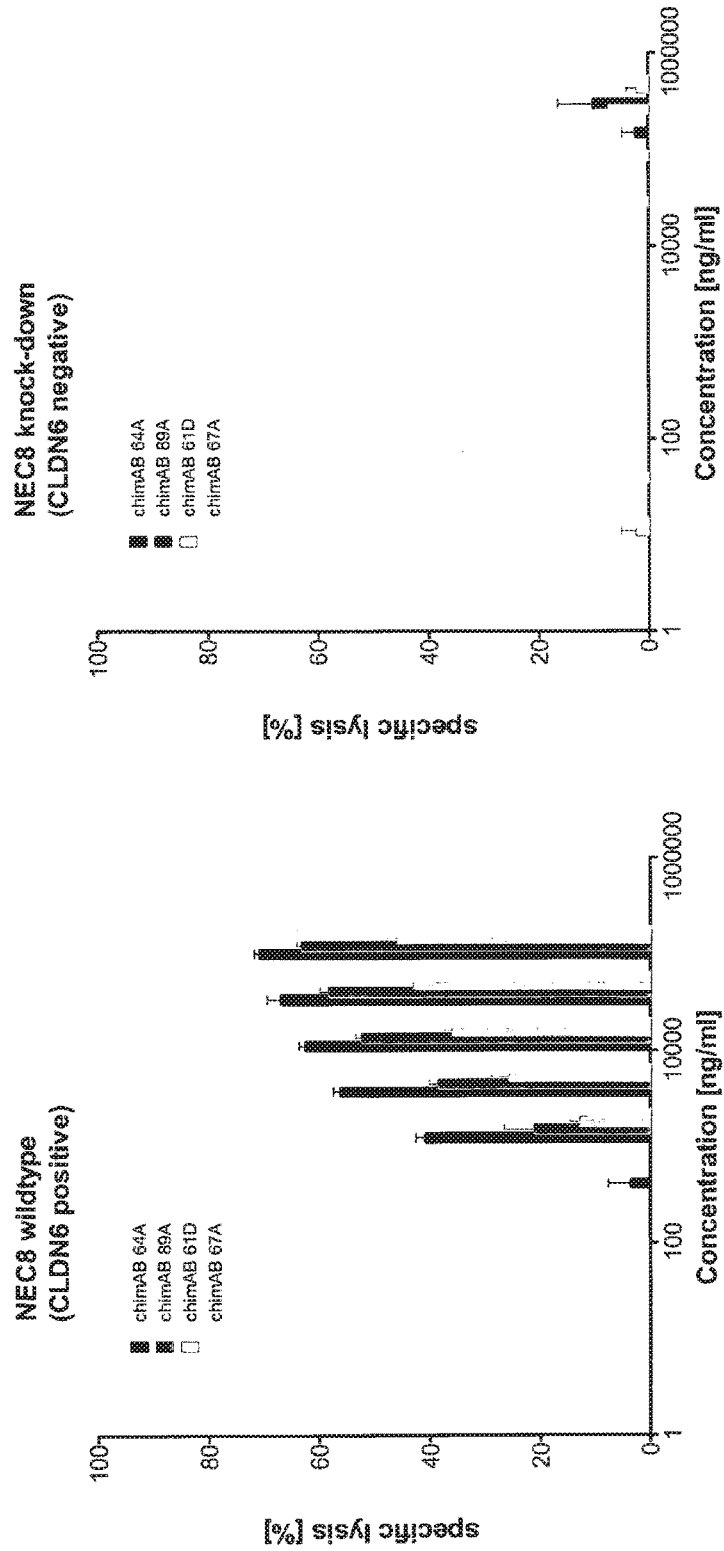 NEC8 wildtype
(CLDN6 positive)
chimAB 64A
chimAB 89A
chimAB 61D
chimAB 67A
specific lysis [%]
100
80
60
40
20
0
1
100
10000
1000000
Concentration [ng/ml]
NEC8 knock-down
(CLDN6 negative)
chimAB 64A
chimAB 89A
chimAB 61D
chimAB 67A
specific lysis [%]
100
80
60
40
20
0
1
100
10000
1000000
Concentration [ng/ml]